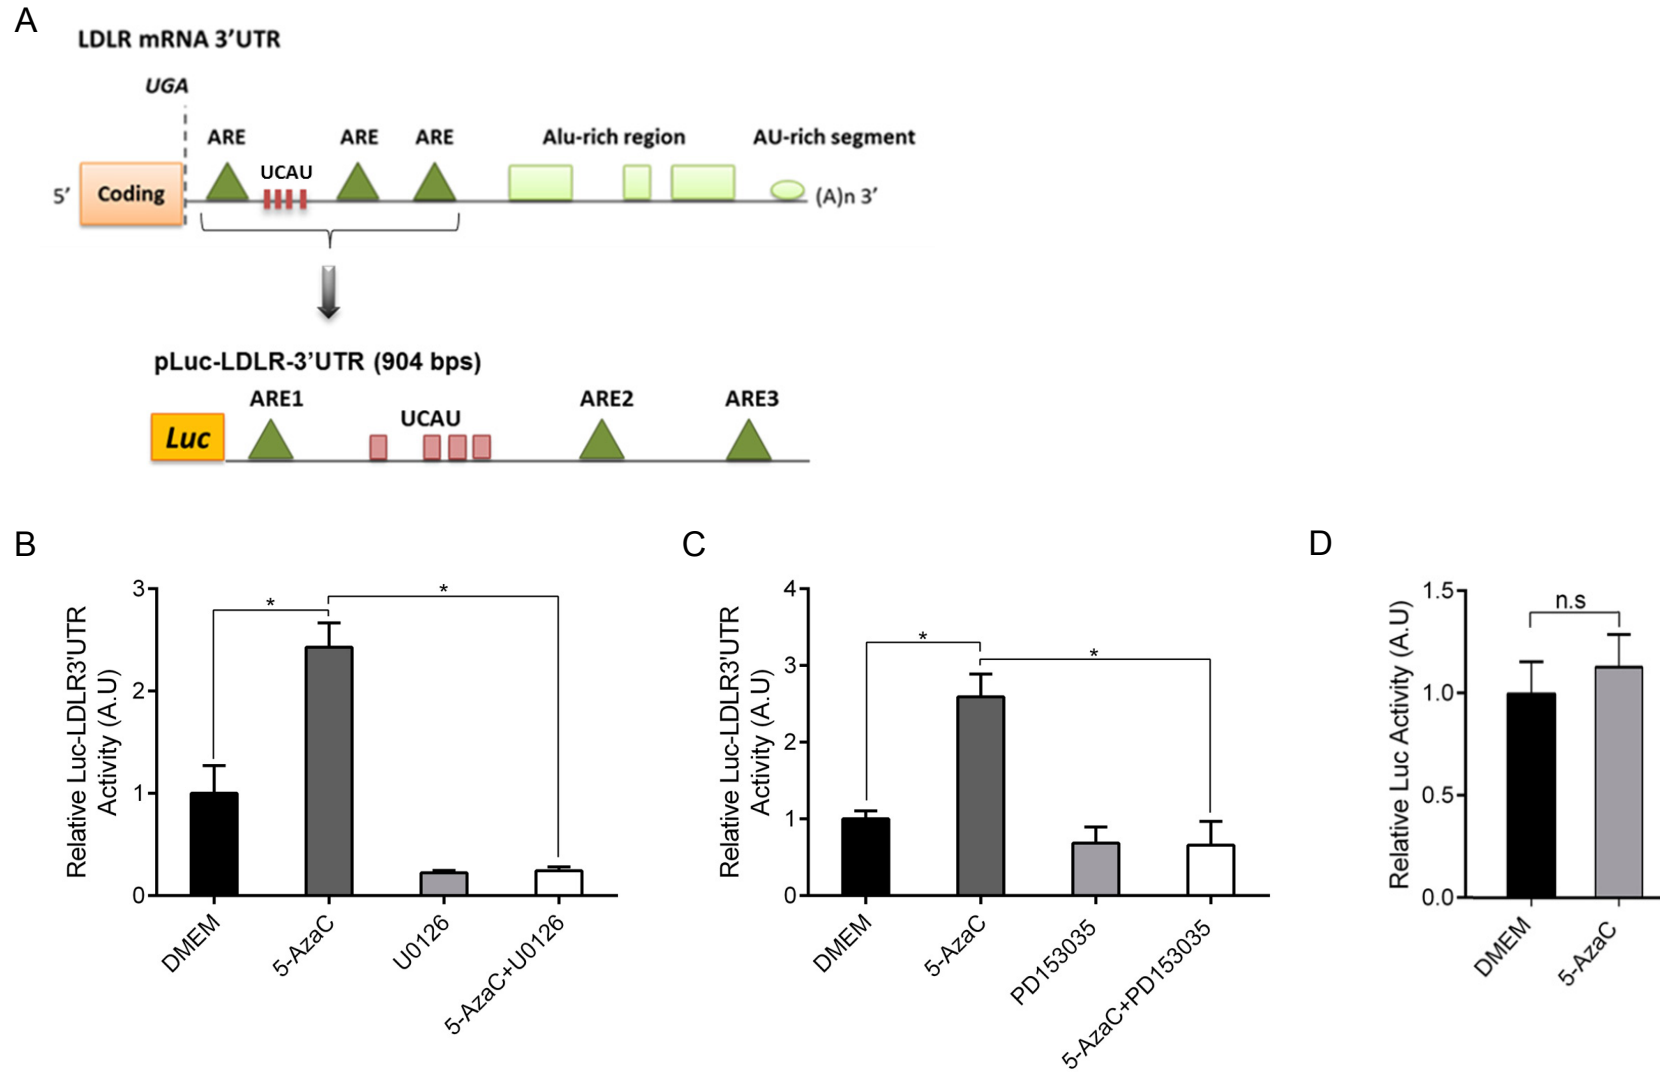 A
LDLR mRNA 3’UTR
UGA
ARE ARE ARE Alu-rich region AU-rich segment
UCAU
5’ Coding (A)n 3’
pLuc-LDLR-3’UTR (904 bps)
ARE1 ARE2 ARE3
UCAU
Luc
B
Relative Luc-LDLR3'UTR
Activity (A.U)
3
2
1
0
*
*
DMEM
5-AzaC
U0126
5-AzaC+U0126
C
Relative Luc-LDLR3'UTR
Activity (A.U)
4
3
2
1
0
*
*
DMEM
5-AzaC
PD153035
5-AzaC+PD153035
D
Relative Luc Activity (A.U)
1.5
1.0
0.5
0.0
n.s
DMEM
5-AzaC